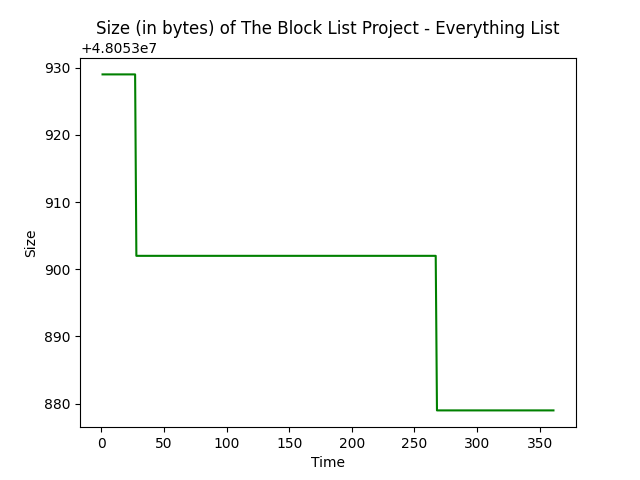 Size (in bytes) of The Block List Project - Everything List
+4.8053e7
930
920
910
900
890
880
Size
0 50 100 150 200 250 300 350
Time